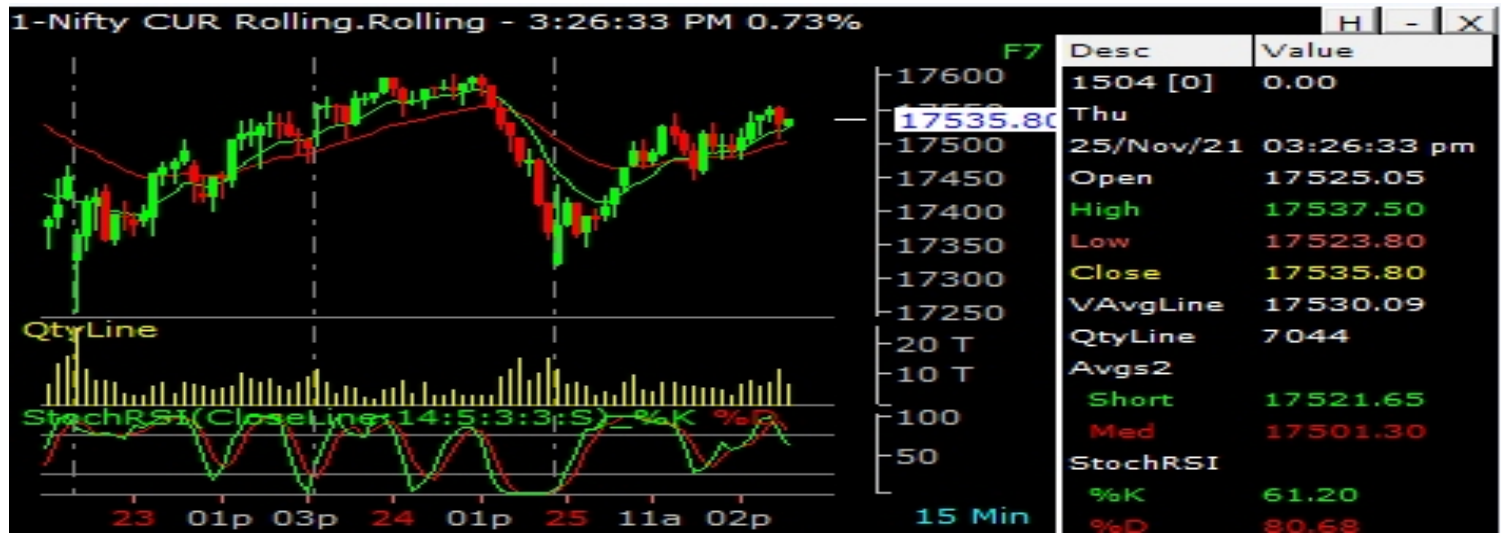 1-Nifty CUR Rolling.Rolling - 3:26:33 PM 0.73%
H - X
F7
17600
17550
17535.80
17500
17450
17400
17350
17300
17250
QtyLine
20 T
10 T
StochRSI(CloseLine:14:5:3:3:S)_%K %D
100
50
23 01p 03p 24 01p 25 11a 02p
15 Min
Desc Value
1504 [0] 0.00
Thu
25/Nov/21 03:26:33 pm
Open 17525.05
High 17537.50
Low 17523.80
Close 17535.80
VAvgLine 17530.09
QtyLine 7044
Avgs2
Short 17521.65
Med 17501.30
StochRSI
%K 61.20
%D 80.68